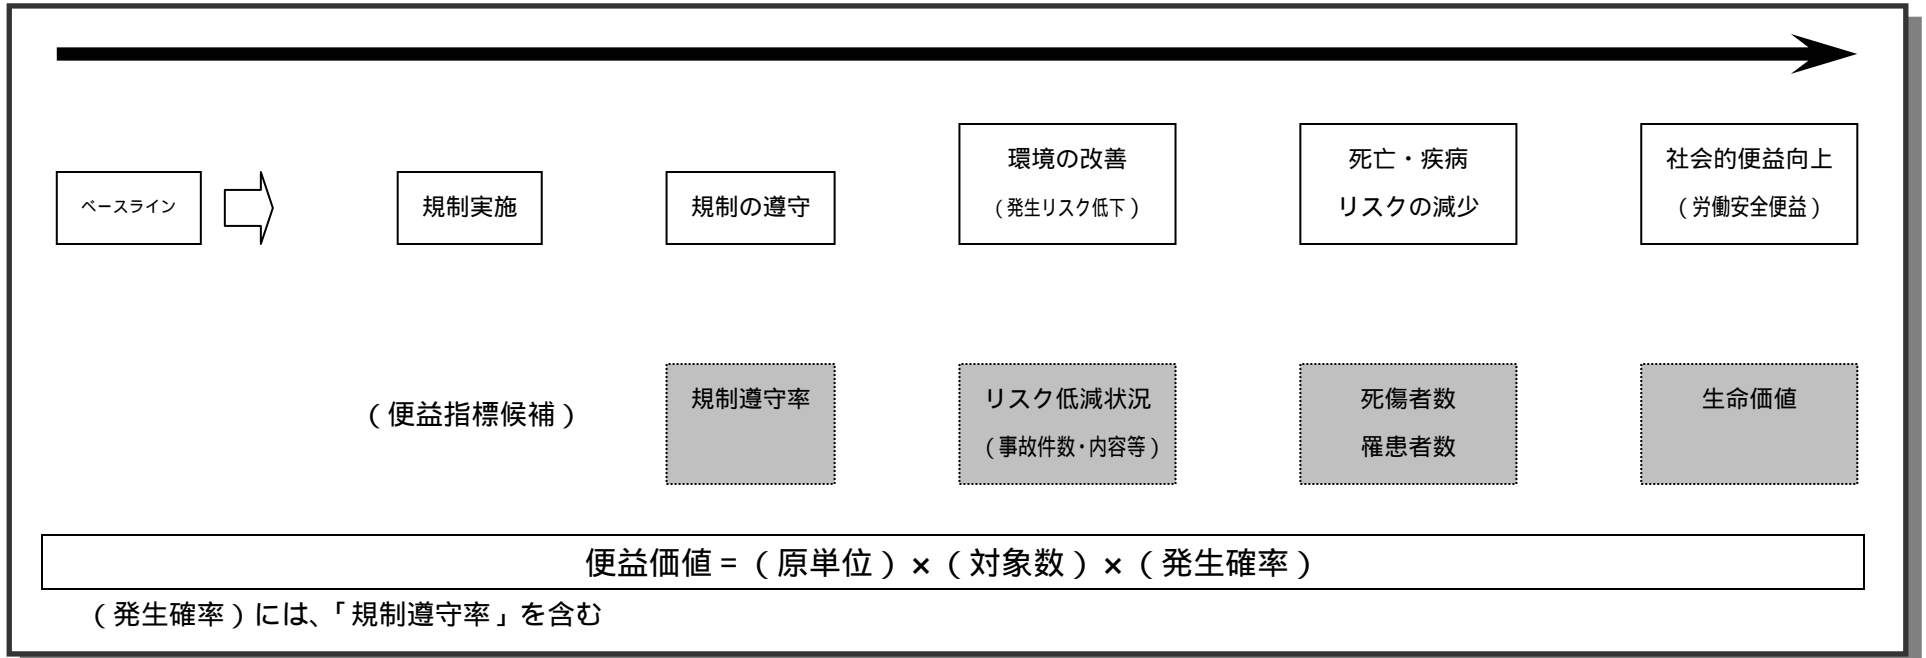 ベースライン
規制実施
規制の遵守
環境の改善
(発生リスク低下)
死亡・疾病
リスクの減少
社会的便益向上
(労働安全便益)
(便益指標候補)
規制遵守率
リスク低減状況
(事故件数・内容等)
死傷者数
罹患者数
生命価値
便益価値=(原単位)×(対象数)×(発生確率)
(発生確率)には、「規制遵守率」を含む